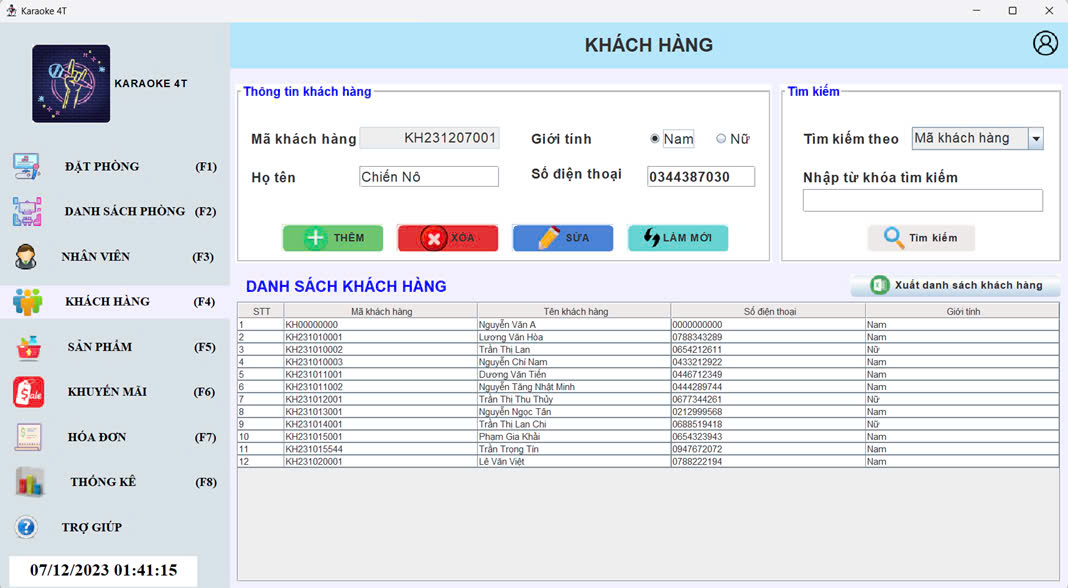 Karaoke 4T
KARAOKE 4T
ĐẶT PHÒNG (F1)
DANH SÁCH PHÒNG (F2)
NHÂN VIÊN (F3)
KHÁCH HÀNG (F4)
SẢN PHẨM (F5)
Sale
KHUYẾN MÃI (F6)
HÓA ĐƠN (F7)
THỐNG KÊ (F8)
TRỢ GIÚP
07/12/2023 01:41:15
KHÁCH HÀNG
Thông tin khách hàng
Mã khách hàng KH231207001 Giới tính Nam Nữ
Họ tên Chiến Nô Số điện thoại 0344387030
THÊM XÓA SỬA LÀM MỚI
Tìm kiếm
Tìm kiếm theo Mã khách hàng
Nhập từ khóa tìm kiếm
Tìm kiếm
DANH SÁCH KHÁCH HÀNG
Xuất danh sách khách hàng
STT Mã khách hàng Tên khách hàng Số điện thoại Giới tính
1 KH00000000 Nguyễn Văn A 0000000000 Nam
2 KH231010001 Lương Văn Hòa 0788343289 Nam
3 KH231010002 Trần Thị Lan 0654212611 Nữ
4 KH231010003 Nguyễn Chí Nam 0433212922 Nam
5 KH231011001 Dương Văn Tiến 0446712349 Nam
6 KH231011002 Nguyễn Tăng Nhật Minh 0444289744 Nam
7 KH231012001 Trần Thị Thu Thủy 0677344261 Nữ
8 KH231013001 Nguyễn Ngọc Tân 0212999568 Nam
9 KH231014001 Trần Thị Lan Chi 0688519418 Nữ
10 KH231015001 Phạm Gia Khải 0654323943 Nam
11 KH231015544 Trần Trọng Tín 0947672072 Nam
12 KH231020001 Lê Văn Việt 0788222194 Nam